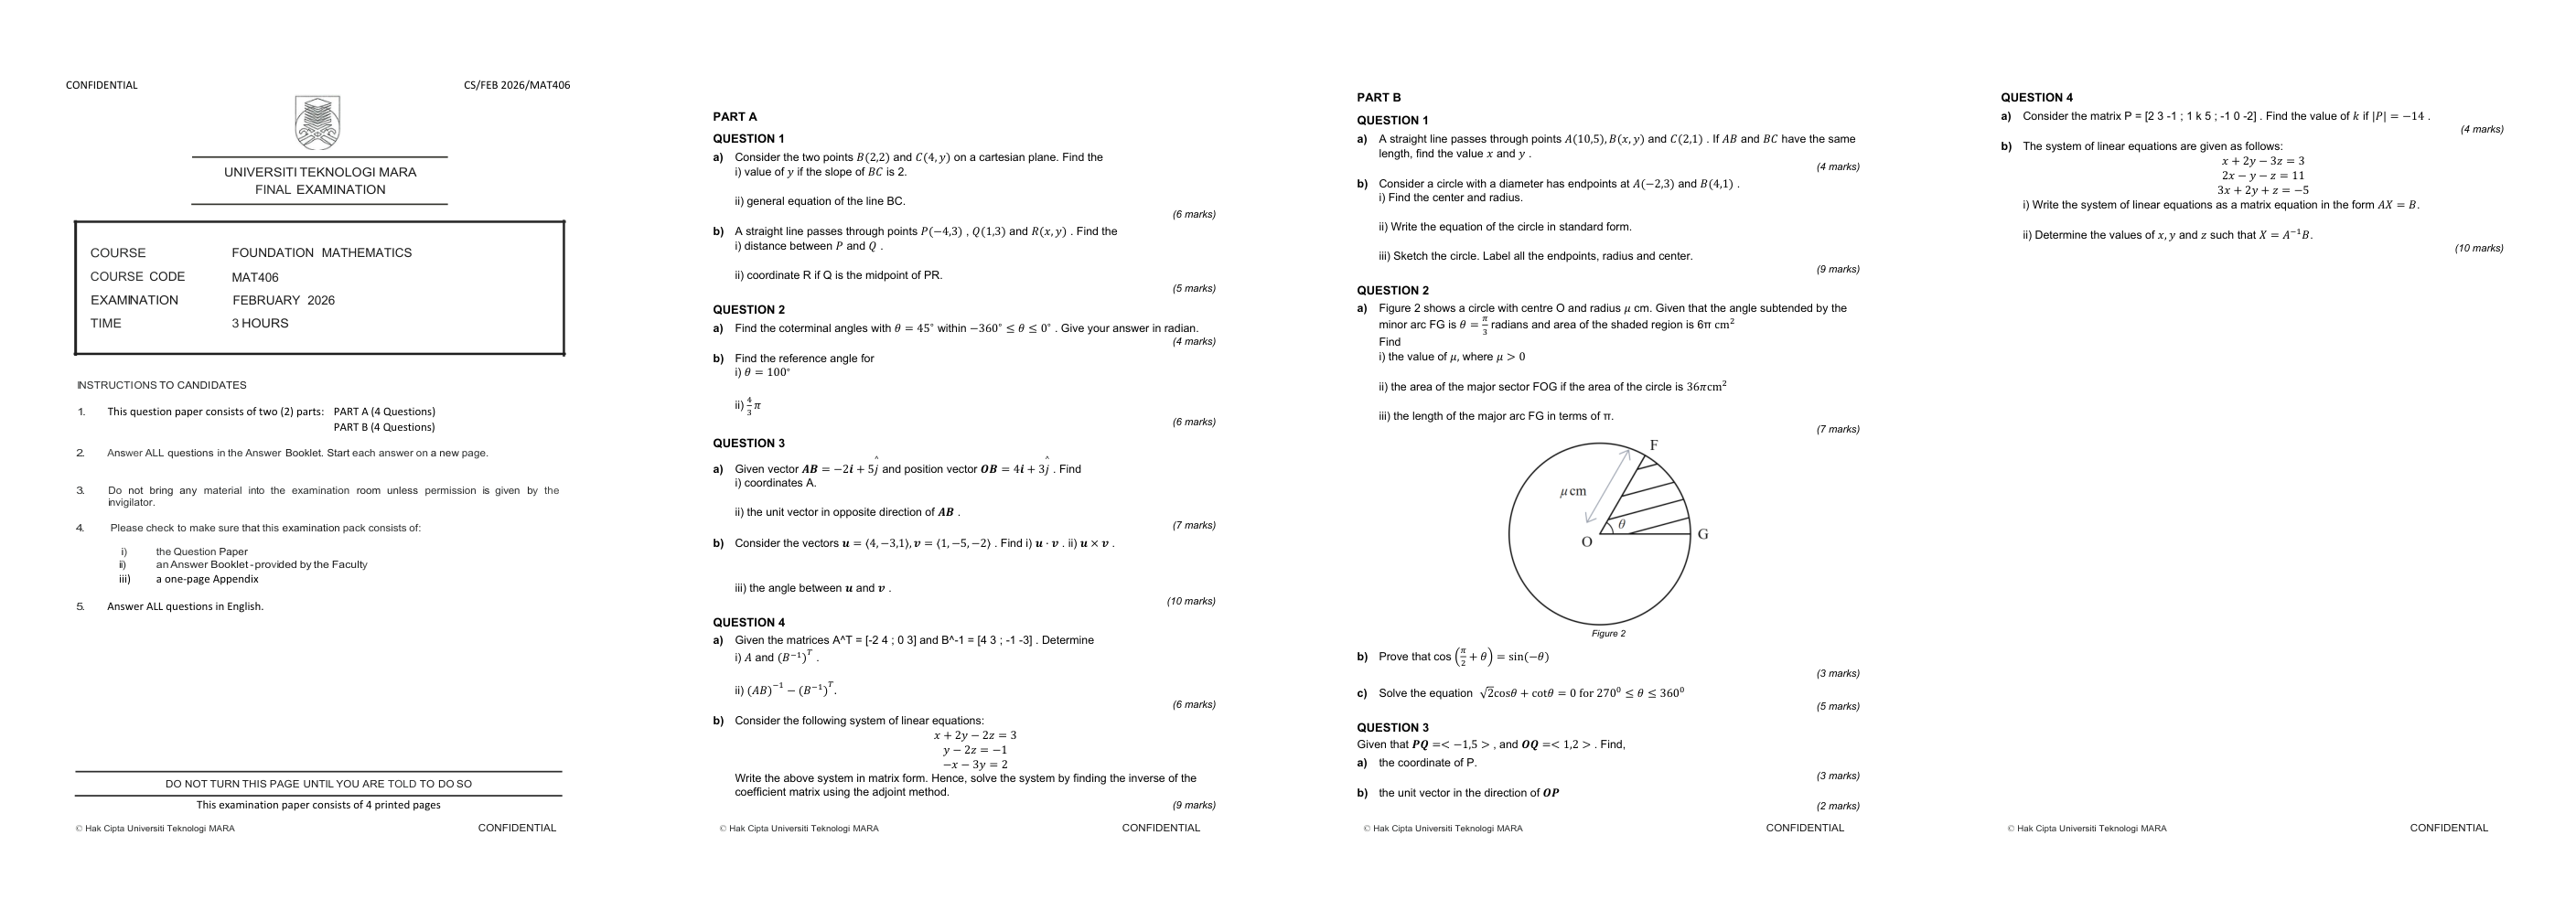 CONFIDENTIAL CS/FEB 2026/MAT406
UNIVERSITI TEKNOLOGI MARA
FINAL EXAMINATION
COURSE FOUNDATION MATHEMATICS
COURSE CODE MAT406
EXAMINATION FEBRUARY 2026
TIME 3 HOURS
INSTRUCTIONS TO CANDIDATES
1. This question paper consists of two (2) parts: PART A (4 Questions)
PART B (4 Questions)
2. Answer ALL questions in the Answer Booklet. Start each answer on a new page.
3. Do not bring any material into the examination room unless permission is given by the
invigilator.
4. Please check to make sure that this examination pack consists of:
i) the Question Paper
ii) an Answer Booklet - provided by the Faculty
iii) a one-page Appendix
5. Answer ALL questions in English.
DO NOT TURN THIS PAGE UNTIL YOU ARE TOLD TO DO SO
This examination paper consists of 4 printed pages
© Hak Cipta Universiti Teknologi MARA CONFIDENTIAL
PART A
QUESTION 1
a) Consider the two points B(2,2) and C(4, y) on a cartesian plane. Find the
i) value of y if the slope of BC is 2.
ii) general equation of the line BC.
(6 marks)
b) A straight line passes through points P(−4,3) , Q(1,3) and R(x, y) . Find the
i) distance between P and Q .
ii) coordinate R if Q is the midpoint of PR.
(5 marks)
QUESTION 2
a) Find the coterminal angles with θ = 45° within −360° ≤ θ ≤ 0° . Give your answer in radian.
(4 marks)
b) Find the reference angle for
i) θ = 100°
ii) 4/3 π
(6 marks)
QUESTION 3
a) Given vector AB = −2i + 5ĵ and position vector OB = 4i + 3ĵ . Find
i) coordinates A.
ii) the unit vector in opposite direction of AB .
(7 marks)
b) Consider the vectors u = ⟨4, −3,1⟩, v = ⟨1, −5, −2⟩ . Find i) u · v . ii) u × v .
iii) the angle between u and v .
(10 marks)
QUESTION 4
a) Given the matrices A^T = [-2 4 ; 0 3] and B^-1 = [4 3 ; -1 -3] . Determine
i) A and (B⁻¹)ᵀ .
ii) (AB)⁻¹ − (B⁻¹)ᵀ.
(6 marks)
b) Consider the following system of linear equations:
x + 2y − 2z = 3
y − 2z = −1
−x − 3y = 2
Write the above system in matrix form. Hence, solve the system by finding the inverse of the
coefficient matrix using the adjoint method.
(9 marks)
© Hak Cipta Universiti Teknologi MARA CONFIDENTIAL
PART B
QUESTION 1
a) A straight line passes through points A(10,5), B(x, y) and C(2,1) . If AB and BC have the same
length, find the value x and y .
(4 marks)
b) Consider a circle with a diameter has endpoints at A(−2,3) and B(4,1) .
i) Find the center and radius.
ii) Write the equation of the circle in standard form.
iii) Sketch the circle. Label all the endpoints, radius and center.
(9 marks)
QUESTION 2
a) Figure 2 shows a circle with centre O and radius μ cm. Given that the angle subtended by the
minor arc FG is θ = π/3 radians and area of the shaded region is 6π cm²
Find
i) the value of μ, where μ > 0
ii) the area of the major sector FOG if the area of the circle is 36πcm²
iii) the length of the major arc FG in terms of π.
(7 marks)
F
μ cm
θ
O
G
Figure 2
b) Prove that cos (π/2 + θ) = sin(−θ)
(3 marks)
c) Solve the equation √2cosθ + cotθ = 0 for 270⁰ ≤ θ ≤ 360⁰
(5 marks)
QUESTION 3
Given that PQ =< −1,5 > , and OQ =< 1,2 > . Find,
a) the coordinate of P.
(3 marks)
b) the unit vector in the direction of OP
(2 marks)
© Hak Cipta Universiti Teknologi MARA CONFIDENTIAL
QUESTION 4
a) Consider the matrix P = [2 3 -1 ; 1 k 5 ; -1 0 -2] . Find the value of k if |P| = −14 .
(4 marks)
b) The system of linear equations are given as follows:
x + 2y − 3z = 3
2x − y − z = 11
3x + 2y + z = −5
i) Write the system of linear equations as a matrix equation in the form AX = B.
ii) Determine the values of x, y and z such that X = A⁻¹B.
(10 marks)
© Hak Cipta Universiti Teknologi MARA CONFIDENTIAL